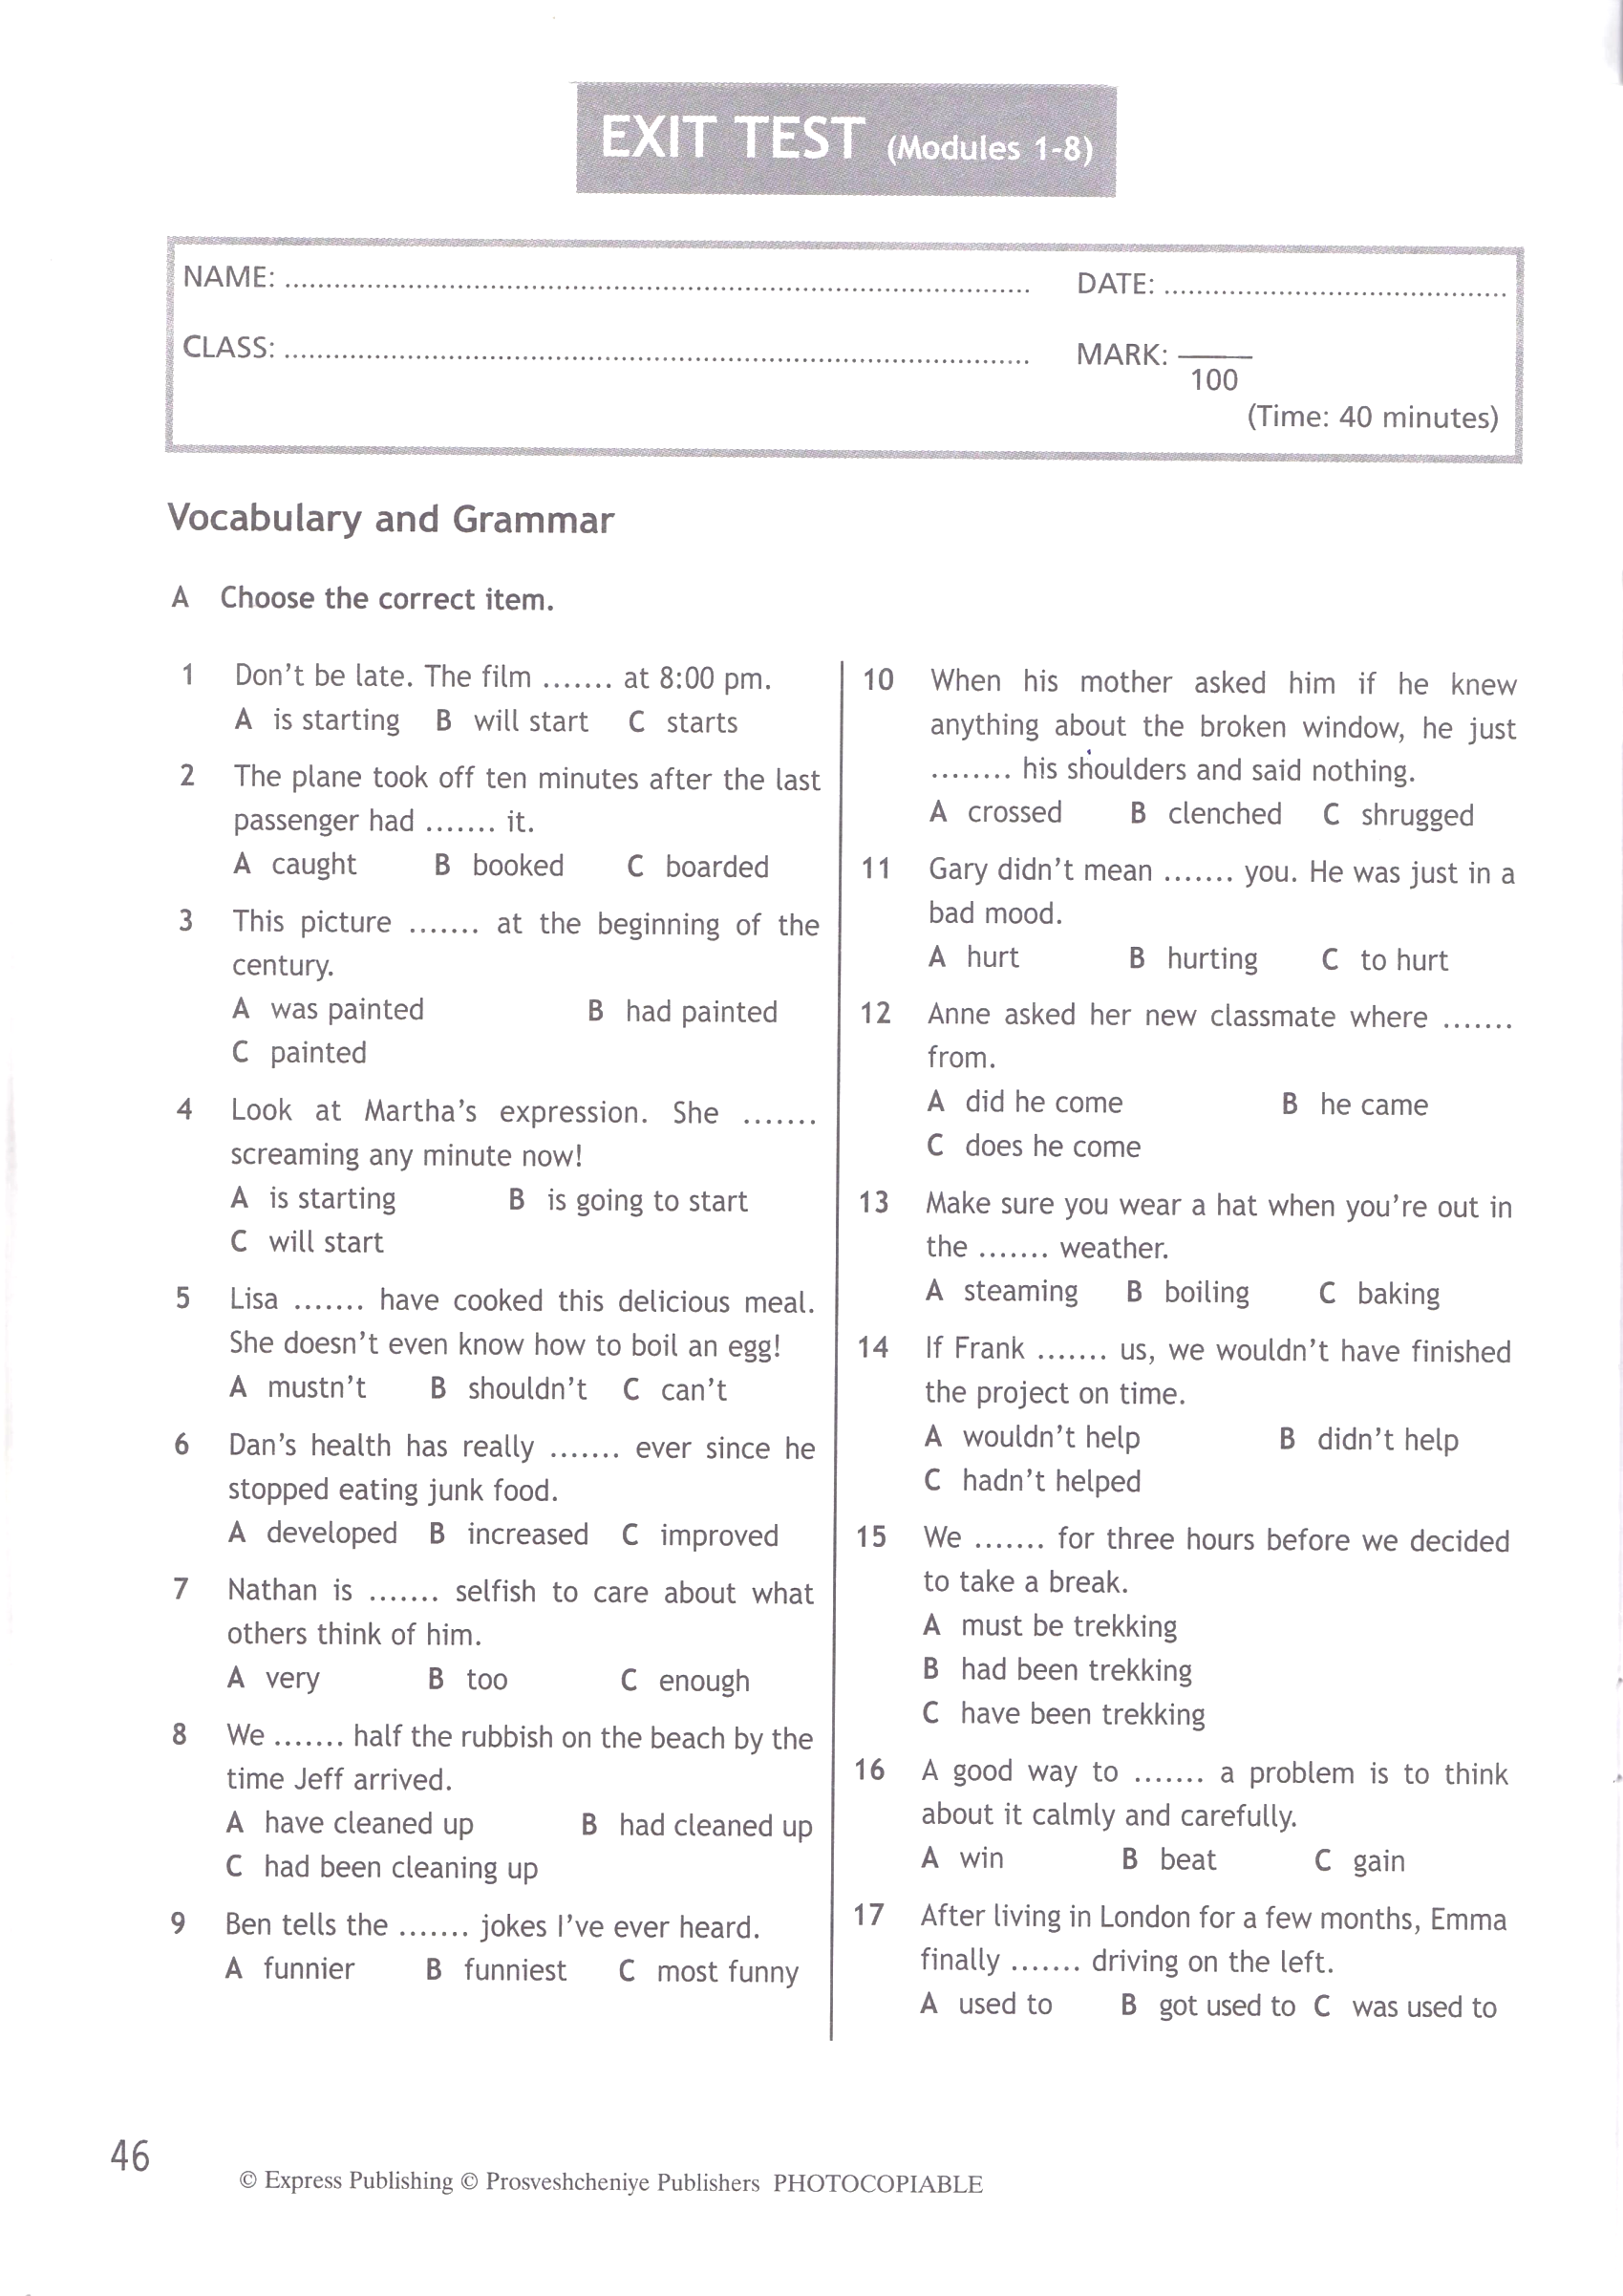 EXIT TEST (Modules 1-8)
NAME: ........................................................................................... DATE: ..........................................
CLASS: ........................................................................................... MARK: ____
100
(Time: 40 minutes)
Vocabulary and Grammar
A Choose the correct item.
1 Don't be late. The film ....... at 8:00 pm.
A is starting B will start C starts
2 The plane took off ten minutes after the last
passenger had ....... it.
A caught B booked C boarded
3 This picture ....... at the beginning of the
century.
A was painted B had painted
C painted
4 Look at Martha's expression. She .......
screaming any minute now!
A is starting B is going to start
C will start
5 Lisa ....... have cooked this delicious meal.
She doesn't even know how to boil an egg!
A mustn't B shouldn't C can't
6 Dan's health has really ....... ever since he
stopped eating junk food.
A developed B increased C improved
7 Nathan is ....... selfish to care about what
others think of him.
A very B too C enough
8 We ....... half the rubbish on the beach by the
time Jeff arrived.
A have cleaned up B had cleaned up
C had been cleaning up
9 Ben tells the ....... jokes I've ever heard.
A funnier B funniest C most funny
10 When his mother asked him if he knew
anything about the broken window, he just
........ his shoulders and said nothing.
A crossed B clenched C shrugged
11 Gary didn't mean ....... you. He was just in a
bad mood.
A hurt B hurting C to hurt
12 Anne asked her new classmate where .......
from.
A did he come B he came
C does he come
13 Make sure you wear a hat when you're out in
the ....... weather.
A steaming B boiling C baking
14 If Frank ....... us, we wouldn't have finished
the project on time.
A wouldn't help B didn't help
C hadn't helped
15 We ....... for three hours before we decided
to take a break.
A must be trekking
B had been trekking
C have been trekking
16 A good way to ....... a problem is to think
about it calmly and carefully.
A win B beat C gain
17 After living in London for a few months, Emma
finally ....... driving on the left.
A used to B got used to C was used to
46
© Express Publishing © Prosveshcheniye Publishers PHOTOCOPIABLE